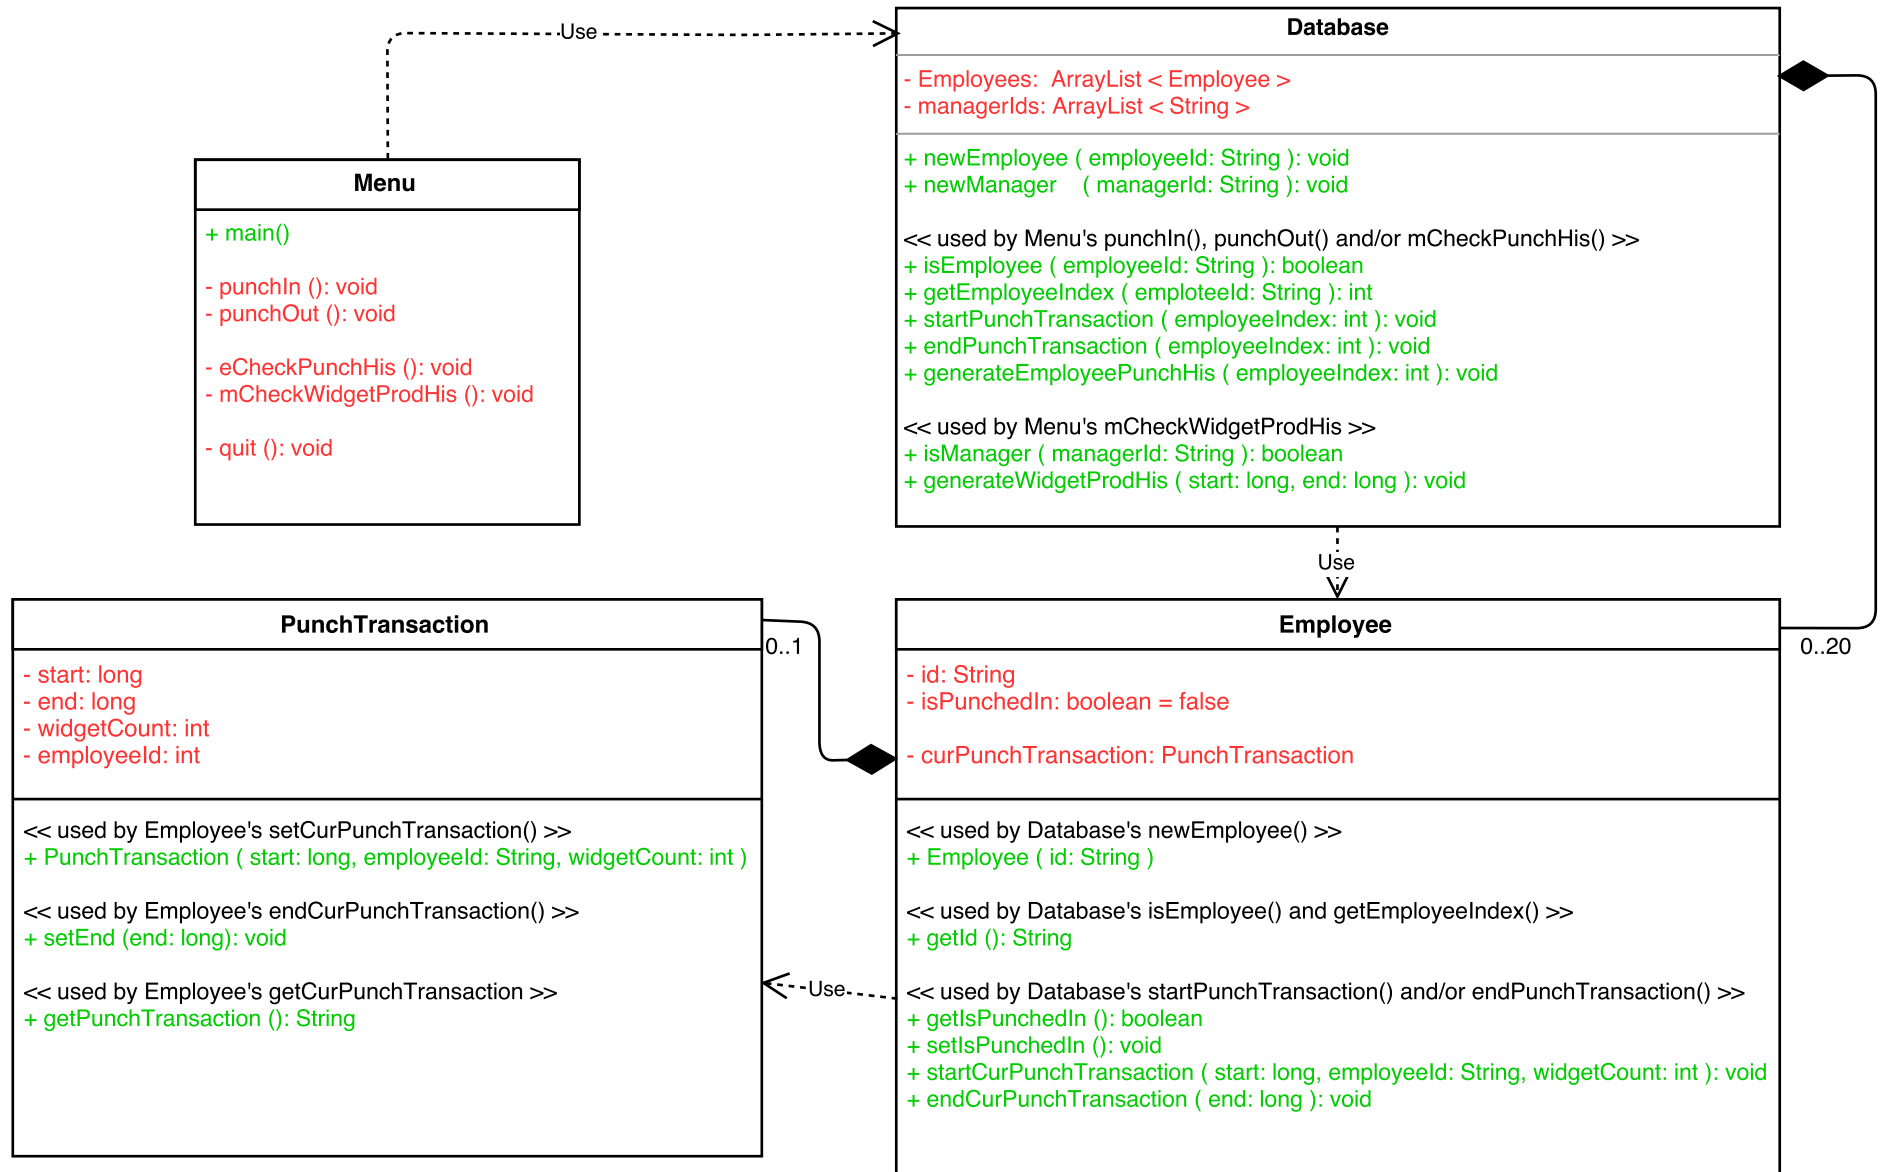 Use
Database
- Employees:  ArrayList < Employee >
- managerIds: ArrayList < String >
+ newEmployee ( employeeId: String ): void
+ newManager    ( managerId: String ): void
<< used by Menu's punchIn(), punchOut() and/or mCheckPunchHis() >>
+ isEmployee ( employeeId: String ): boolean
+ getEmployeeIndex ( emploteeId: String ): int
+ startPunchTransaction ( employeeIndex: int ): void
+ endPunchTransaction ( employeeIndex: int ): void
+ generateEmployeePunchHis ( employeeIndex: int ): void
<< used by Menu's mCheckWidgetProdHis >>
+ isManager ( managerId: String ): boolean
+ generateWidgetProdHis ( start: long, end: long ): void
Menu
+ main()
- punchIn (): void
- punchOut (): void
- eCheckPunchHis (): void
- mCheckWidgetProdHis (): void
- quit (): void
Use
PunchTransaction
0..1
- start: long
- end: long
- widgetCount: int
- employeeId: int
<< used by Employee's setCurPunchTransaction() >>
+ PunchTransaction ( start: long, employeeId: String, widgetCount: int )
<< used by Employee's endCurPunchTransaction() >>
+ setEnd (end: long): void
<< used by Employee's getCurPunchTransaction >>
+ getPunchTransaction (): String
Use
Employee
0..20
- id: String
- isPunchedIn: boolean = false
- curPunchTransaction: PunchTransaction
<< used by Database's newEmployee() >>
+ Employee ( id: String )
<< used by Database's isEmployee() and getEmployeeIndex() >>
+ getId (): String
<< used by Database's startPunchTransaction() and/or endPunchTransaction() >>
+ getIsPunchedIn (): boolean
+ setIsPunchedIn (): void
+ startCurPunchTransaction ( start: long, employeeId: String, widgetCount: int ): void
+ endCurPunchTransaction ( end: long ): void